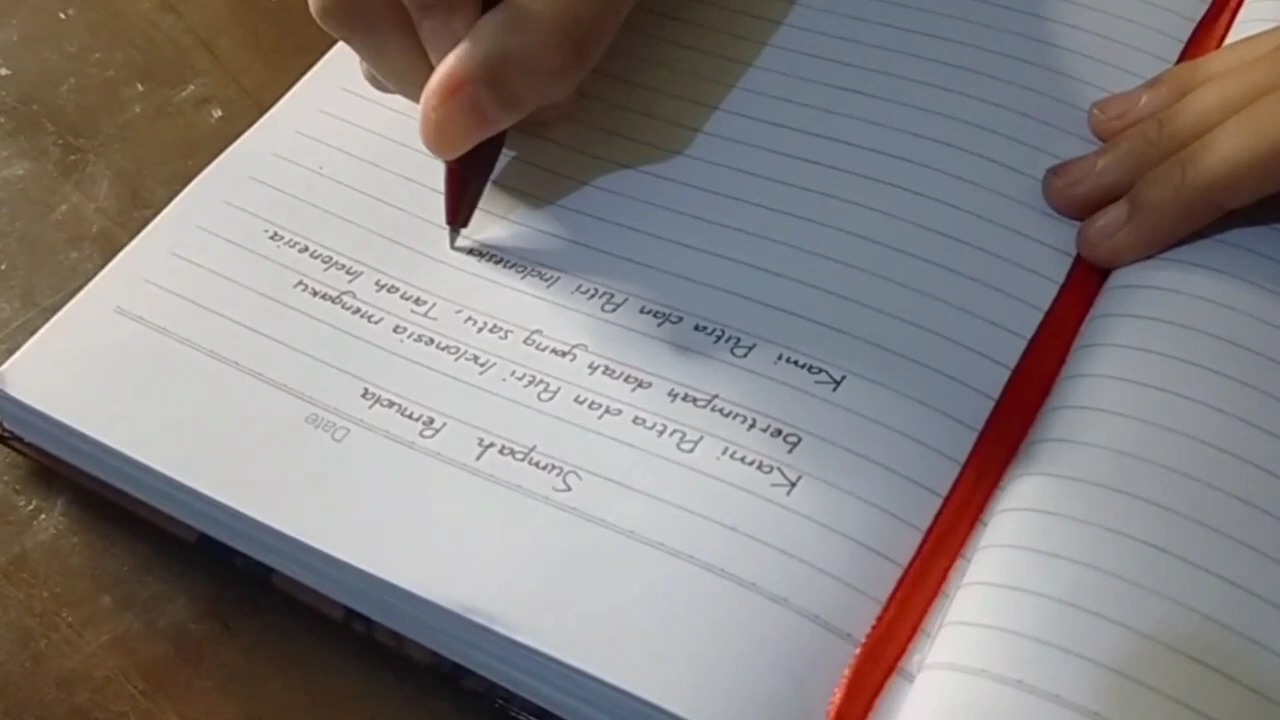 Date
Sumpah Pemuda
Kami Putra dan Putri Indonesia mengaku
bertumpah darah yang satu, Tanah Indonesia.
Kami Putra dan Putri Indonesia